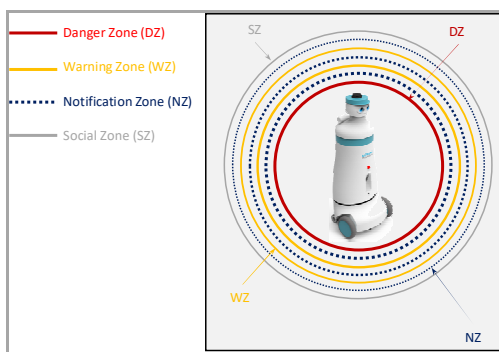 Danger Zone (DZ)
Warning Zone (WZ)
Notification Zone (NZ)
Social Zone (SZ)
SZ
DZ
WZ
NZ